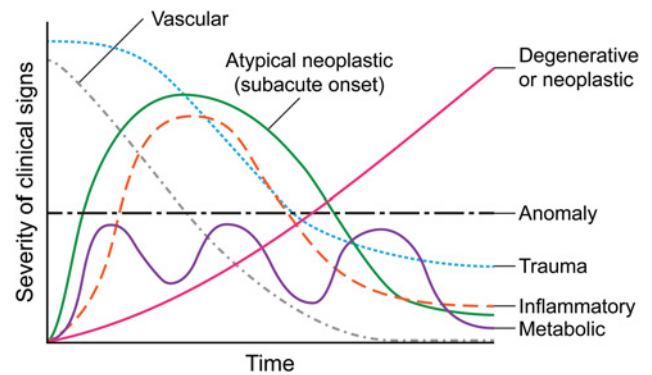 Vascular
Atypical neoplastic
(subacute onset)
Degenerative
or neoplastic
Severity of clinical signs
Anomaly
Trauma
Inflammatory
Metabolic
Time